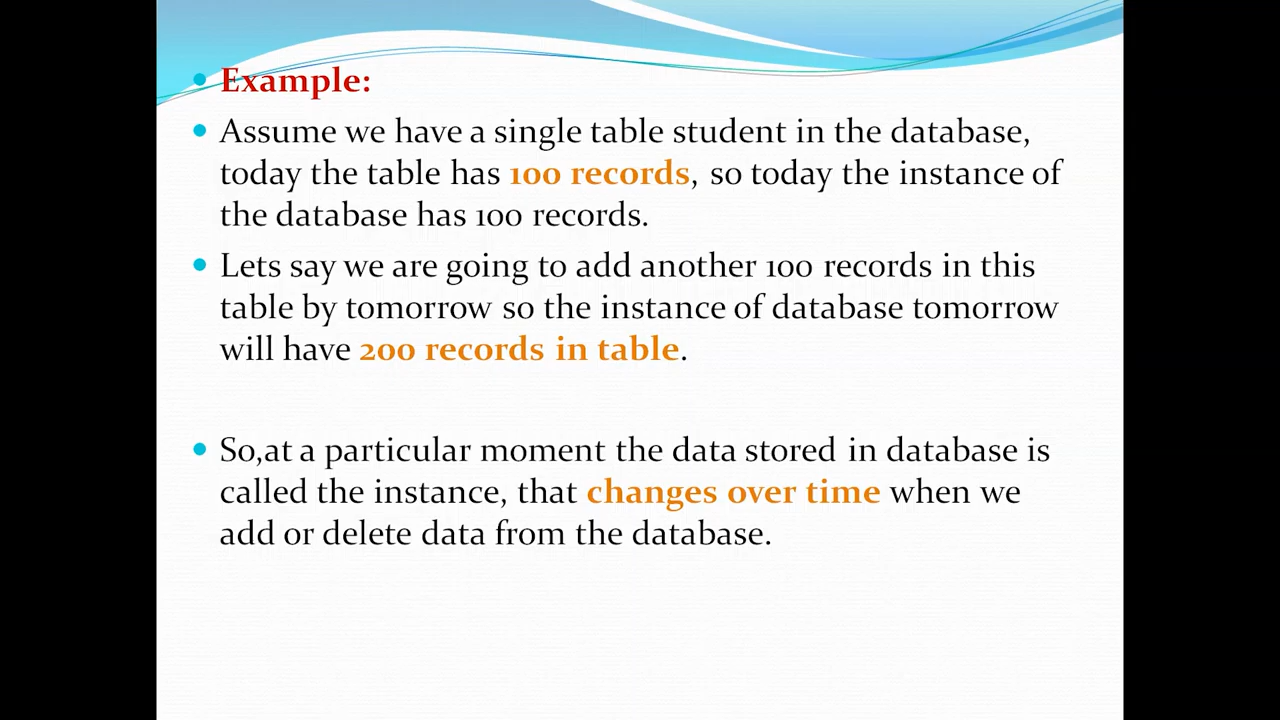 Example:
Assume we have a single table student in the database,
today the table has 100 records, so today the instance of
the database has 100 records.
Lets say we are going to add another 100 records in this
table by tomorrow so the instance of database tomorrow
will have 200 records in table.
So,at a particular moment the data stored in database is
called the instance, that changes over time when we
add or delete data from the database.